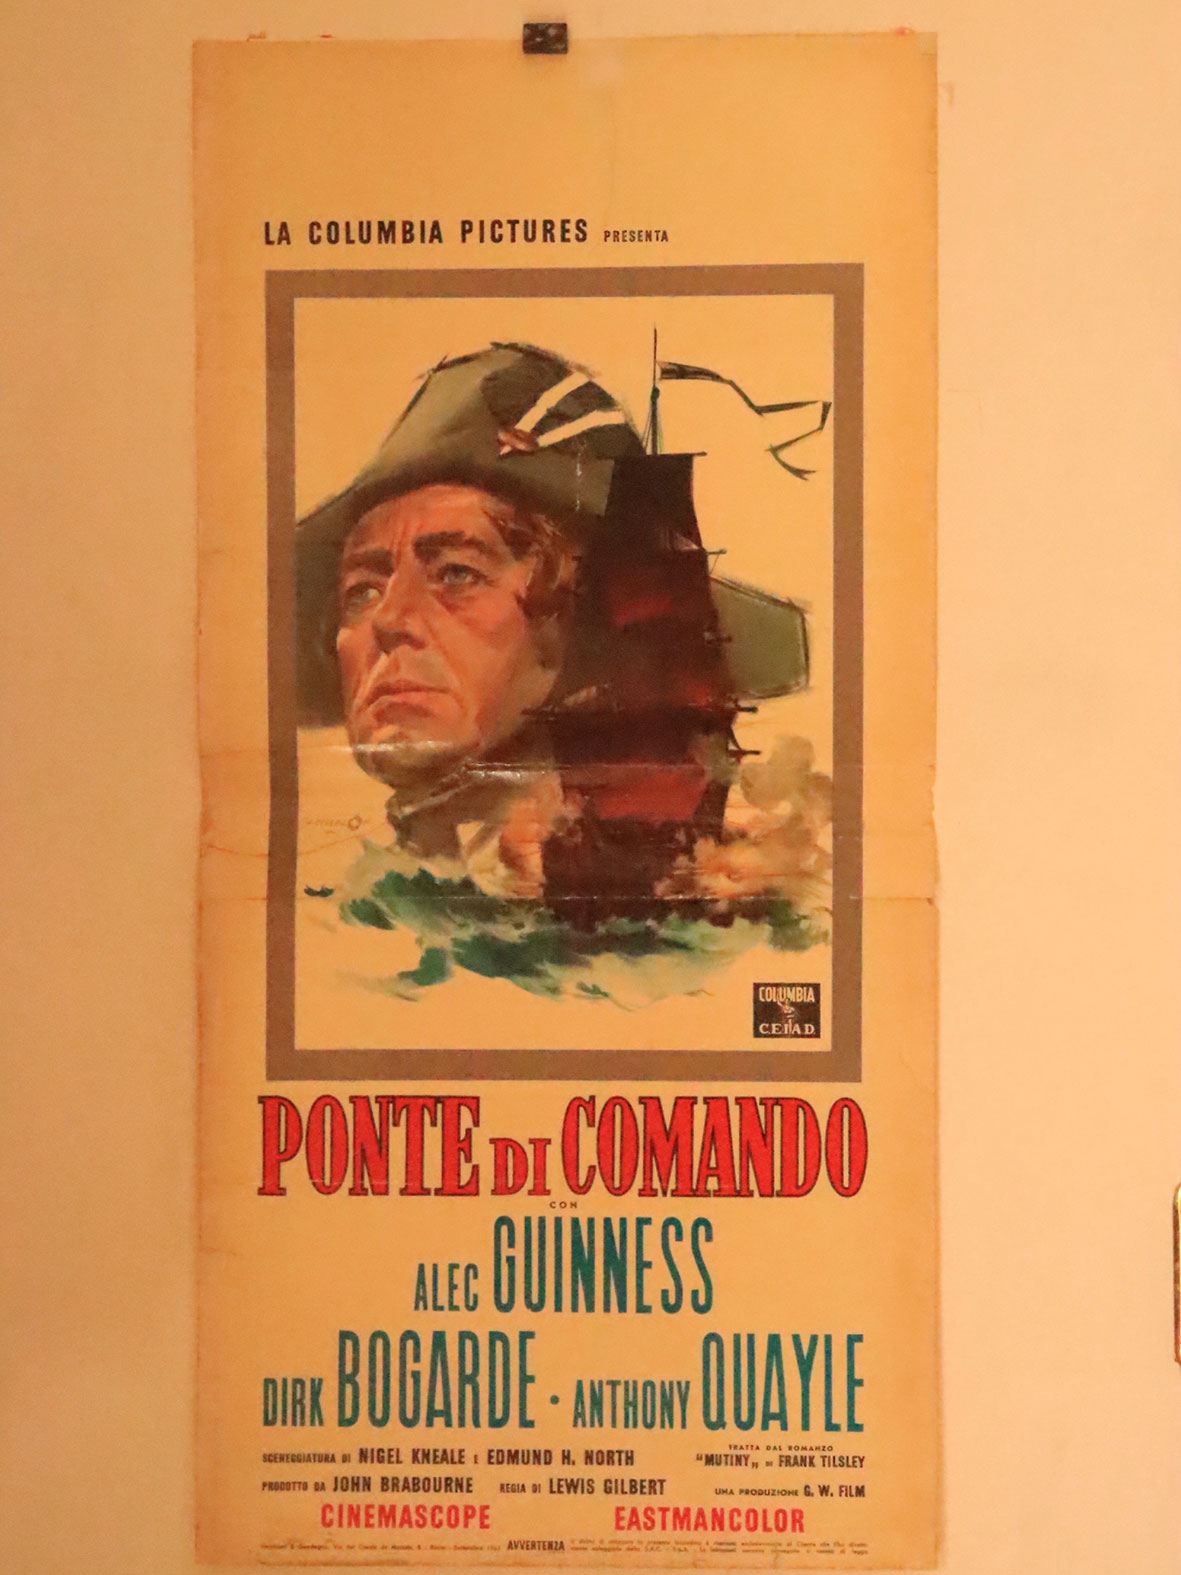 LA COLUMBIA PICTURES PRESENTA
COLUMBIA
C.E.I.A.D.
PONTE DI COMANDO
CON
ALEC GUINNESS
DIRK BOGARDE · ANTHONY QUAYLE
SCENEGGIATURA DI NIGEL KNEALE E EDMUND H. NORTH
TRATTA DAL ROMANZO
"MUTINY„ DI FRANK TILSLEY
PRODOTTO DA JOHN BRABOURNE REGIA DI LEWIS GILBERT UNA PRODUZIONE G. W. FILM
CINEMASCOPE EASTMANCOLOR
AVVERTENZA